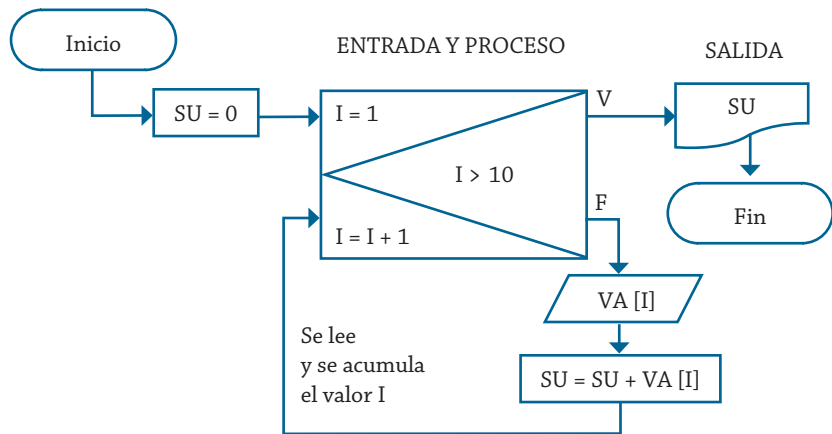 Inicio
ENTRADA Y PROCESO
SALIDA
SU = 0
I = 1
V
SU
I > 10
F
Fin
I = I + 1
VA [I]
Se lee
y se acumula
el valor I
SU = SU + VA [I]